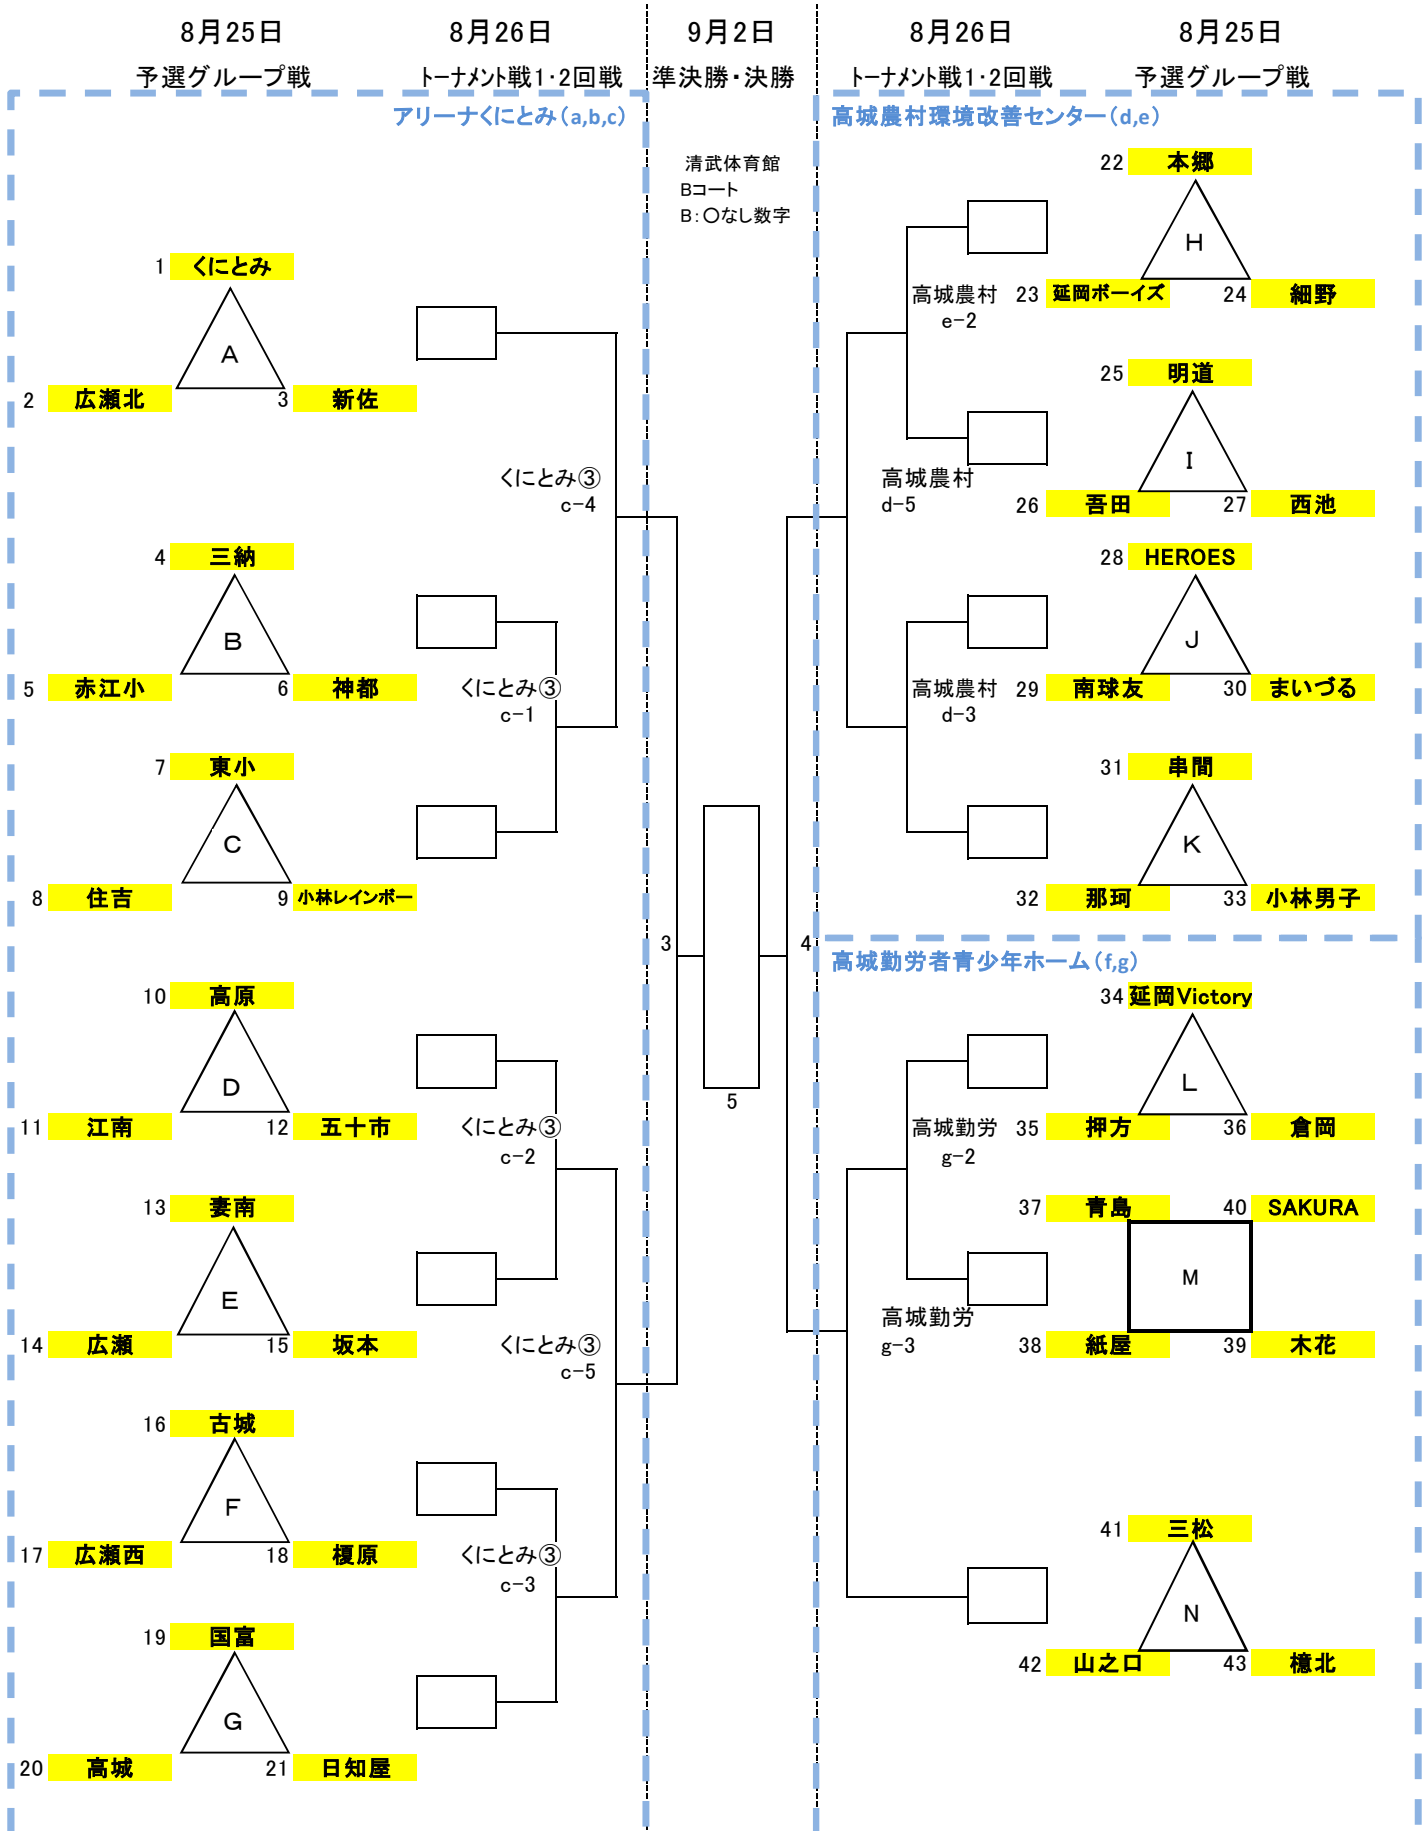 8月25日
8月26日
9月2日
8月26日
8月25日
予選グループ戦
トーナメント戦1・2回戦
準決勝・決勝
トーナメント戦1・2回戦
予選グループ戦
アリーナくにとみ(a,b,c)
清武体育館
Bコート
B:○なし数字
1 くにとみ
A
2 広瀬北
3 新佐
くにとみ③
c-4
4 三納
B
5 赤江小
6 神都
くにとみ③
c-1
7 東小
C
8 住吉
9 小林レインボー
10 高原
D
11 江南
12 五十市
くにとみ③
c-2
13 妻南
E
14 広瀬
15 坂本
くにとみ③
c-5
16 古城
F
17 広瀬西
18 榎原
くにとみ③
c-3
19 国富
G
20 高城
21 日知屋
3
4
5
高城農村環境改善センター(d,e)
22 本郷
H
高城農村
e-2
23 延岡ボーイズ
24 細野
25 明道
I
高城農村
d-5
26 吾田
27 西池
28 HEROES
J
高城農村
d-3
29 南球友
30 まいづる
31 串間
K
32 那珂
33 小林男子
高城勤労者青少年ホーム(f,g)
34 延岡Victory
L
高城勤労
g-2
35 押方
36 倉岡
37 青島
40 SAKURA
M
高城勤労
g-3
38 紙屋
39 木花
41 三松
N
42 山之口
43 檍北